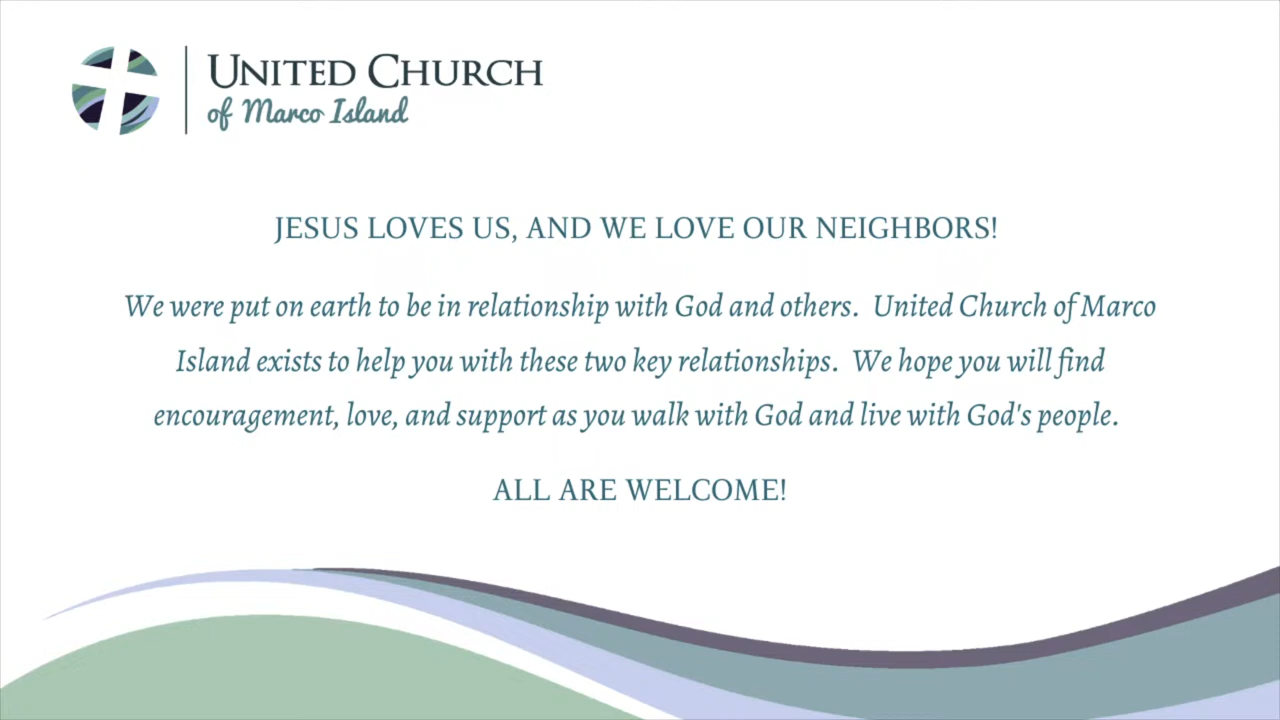 UNITED CHURCH
of Marco Island
JESUS LOVES US, AND WE LOVE OUR NEIGHBORS!
We were put on earth to be in relationship with God and others.  United Church of Marco
Island exists to help you with these two key relationships.  We hope you will find
encouragement, love, and support as you walk with God and live with God's people.
ALL ARE WELCOME!